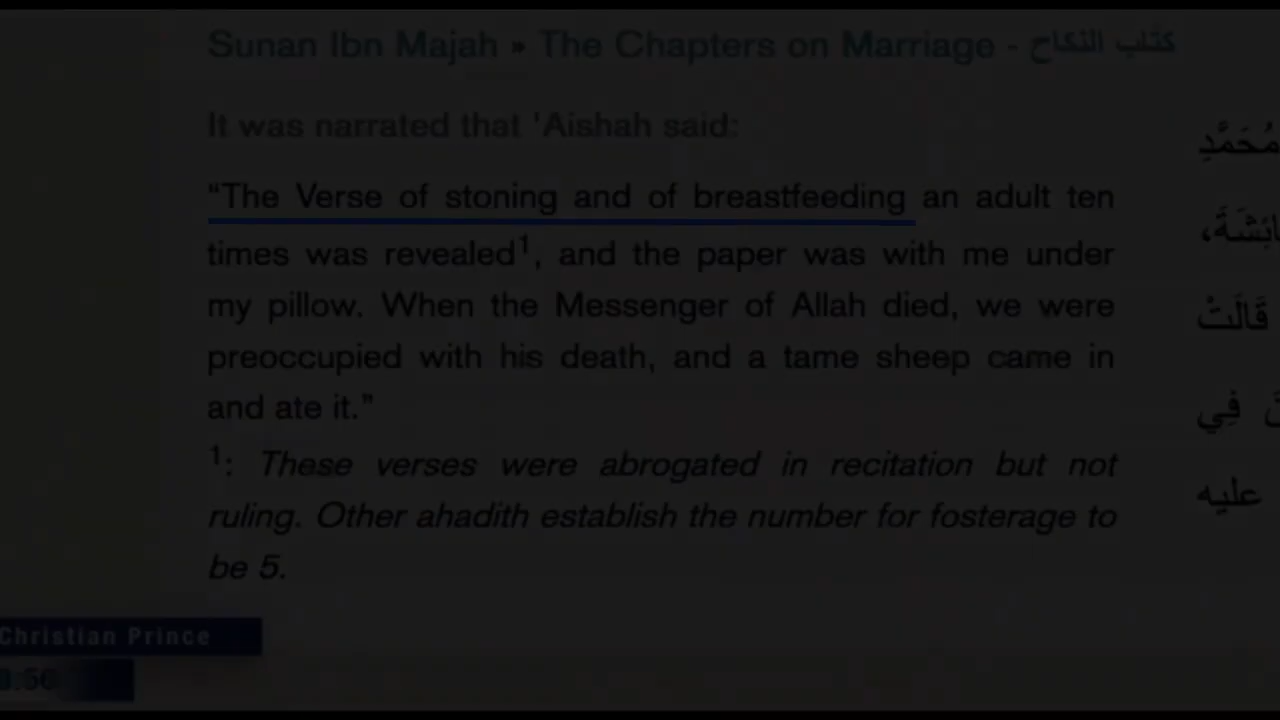 Sunan Ibn Majah » The Chapters on Marriage - كتاب النكاح
It was narrated that 'Aishah said:
“The Verse of stoning and of breastfeeding an adult ten
times was revealed¹, and the paper was with me under
my pillow. When the Messenger of Allah died, we were
preoccupied with his death, and a tame sheep came in
and ate it.”
¹: These verses were abrogated in recitation but not
ruling. Other ahadith establish the number for fosterage to
be 5.
مُحَمَّدِ
قَالَتْ
فِي
عليه
Christian Prince